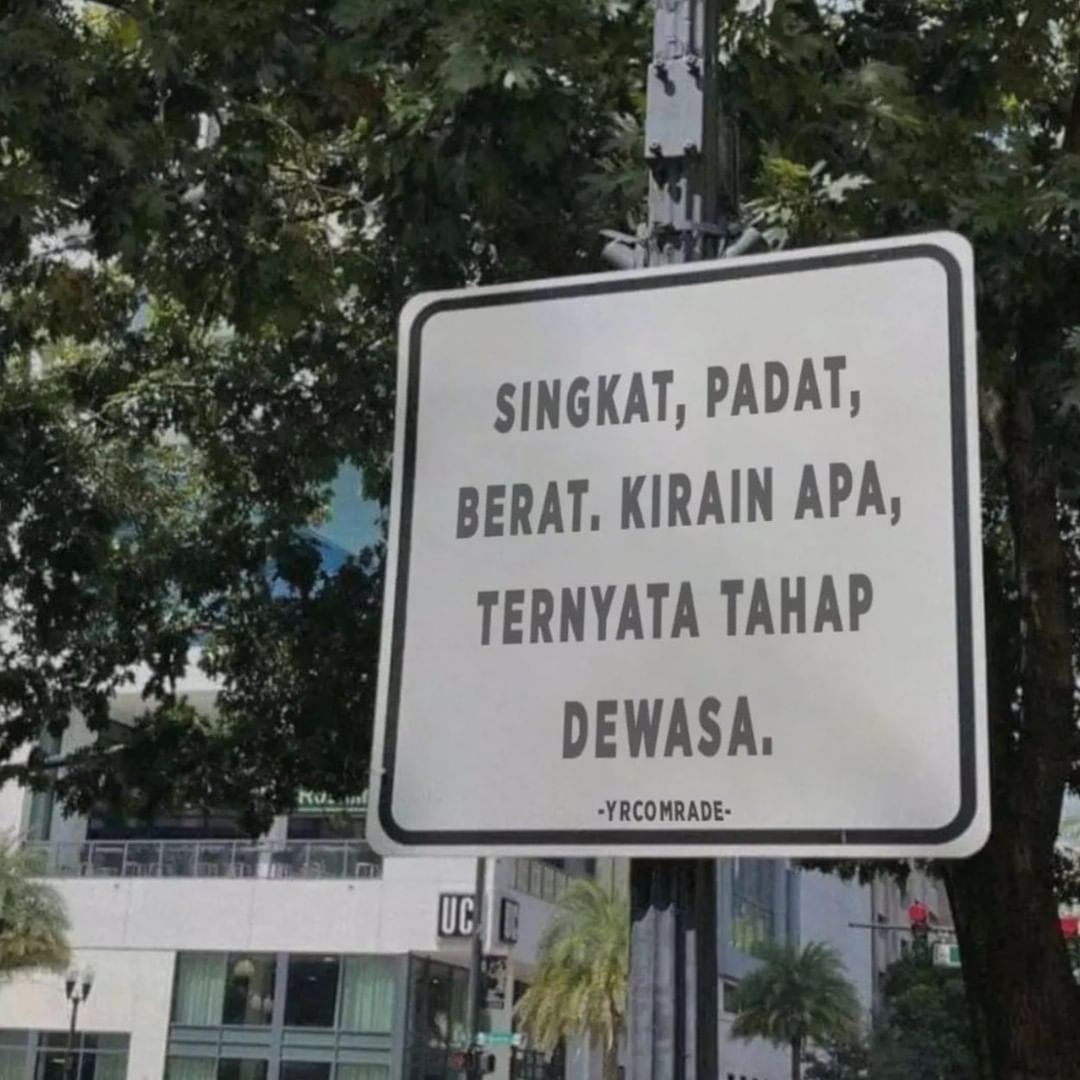 SINGKAT, PADAT,
BERAT. KIRAIN APA,
TERNYATA TAHAP
DEWASA.
-YRCOMRADE-
UC